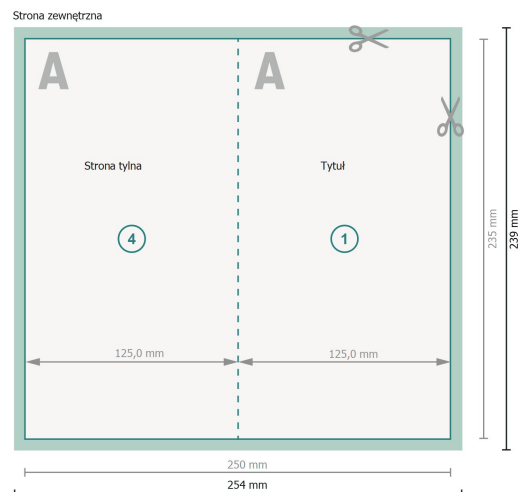 Strona zewnętrzna
A
A
Strona tylna
Tytuł
4
1
235 mm
239 mm
125,0 mm
125,0 mm
250 mm
254 mm